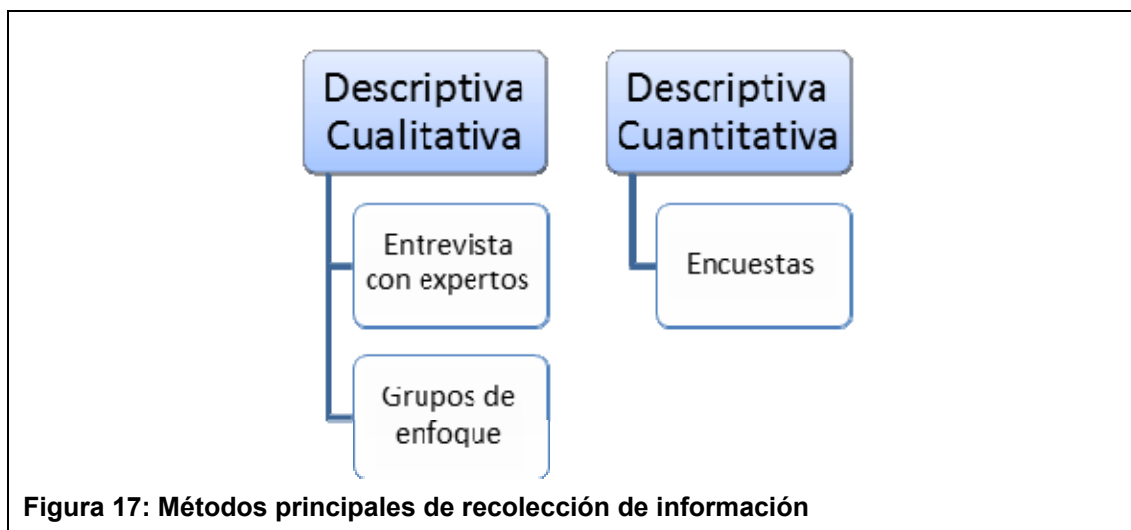 Descriptiva
Cualitativa
Entrevista
con expertos
Grupos de
enfoque
Descriptiva
Cuantitativa
Encuestas
Figura 17: Métodos principales de recolección de información